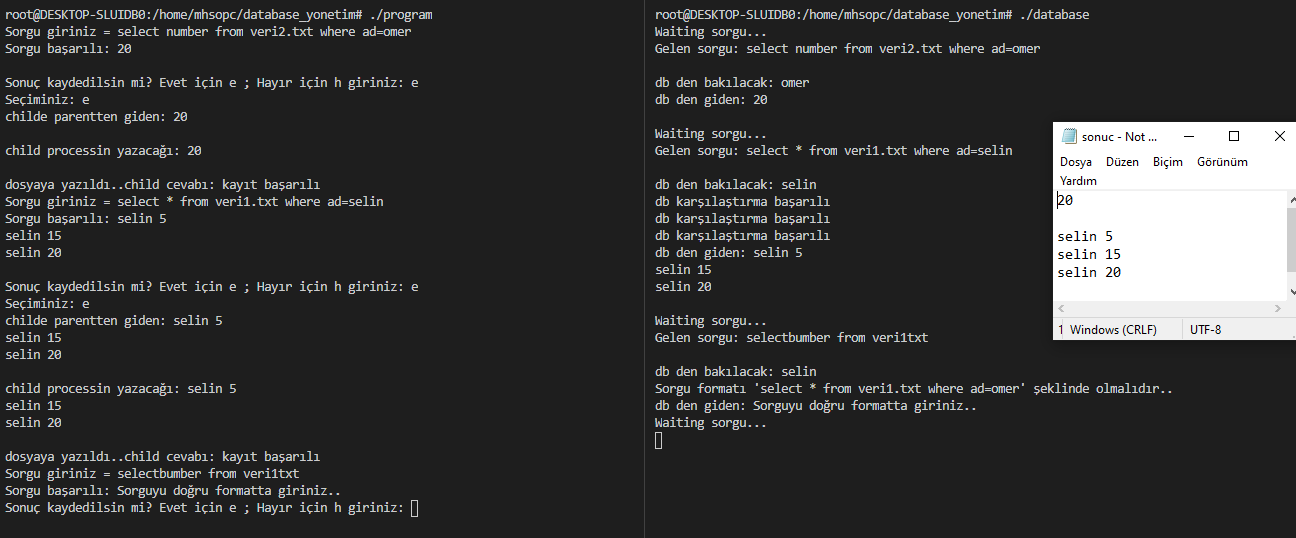 root@DESKTOP-SLUIDB0:/home/mhsopc/database_yonetim# ./program
Sorgu giriniz = select number from veri2.txt where ad=omer
Sorgu başarılı: 20
Sonuç kaydedilsin mi? Evet için e ; Hayır için h giriniz: e
Seçiminiz: e
childe parentten giden: 20
child processin yazacağı: 20
dosyaya yazıldı..child cevabı: kayıt başarılı
Sorgu giriniz = select * from veri1.txt where ad=selin
Sorgu başarılı: selin 5
selin 15
selin 20
Sonuç kaydedilsin mi? Evet için e ; Hayır için h giriniz: e
Seçiminiz: e
childe parentten giden: selin 5
selin 15
selin 20
child processin yazacağı: selin 5
selin 15
selin 20
dosyaya yazıldı..child cevabı: kayıt başarılı
Sorgu giriniz = selectbumber from veri1txt
Sorgu başarılı: Sorguyu doğru formatta giriniz..
Sonuç kaydedilsin mi? Evet için e ; Hayır için h giriniz:
root@DESKTOP-SLUIDB0:/home/mhsopc/database_yonetim# ./database
Waiting sorgu...
Gelen sorgu: select number from veri2.txt where ad=omer
db den bakılacak: omer
db den giden: 20
Waiting sorgu...
Gelen sorgu: select * from veri1.txt where ad=selin
db den bakılacak: selin
db karşılaştırma başarılı
db karşılaştırma başarılı
db karşılaştırma başarılı
db den giden: selin 5
selin 15
selin 20
Waiting sorgu...
Gelen sorgu: selectbumber from veri1txt
db den bakılacak: selin
Sorgu formatı 'select * from veri1.txt where ad=omer' şeklinde olmalıdır..
db den giden: Sorguyu doğru formatta giriniz..
Waiting sorgu...
sonuc - Not ...
Dosya Düzen Biçim Görünüm
Yardım
20
selin 5
selin 15
selin 20
1 Windows (CRLF) UTF-8